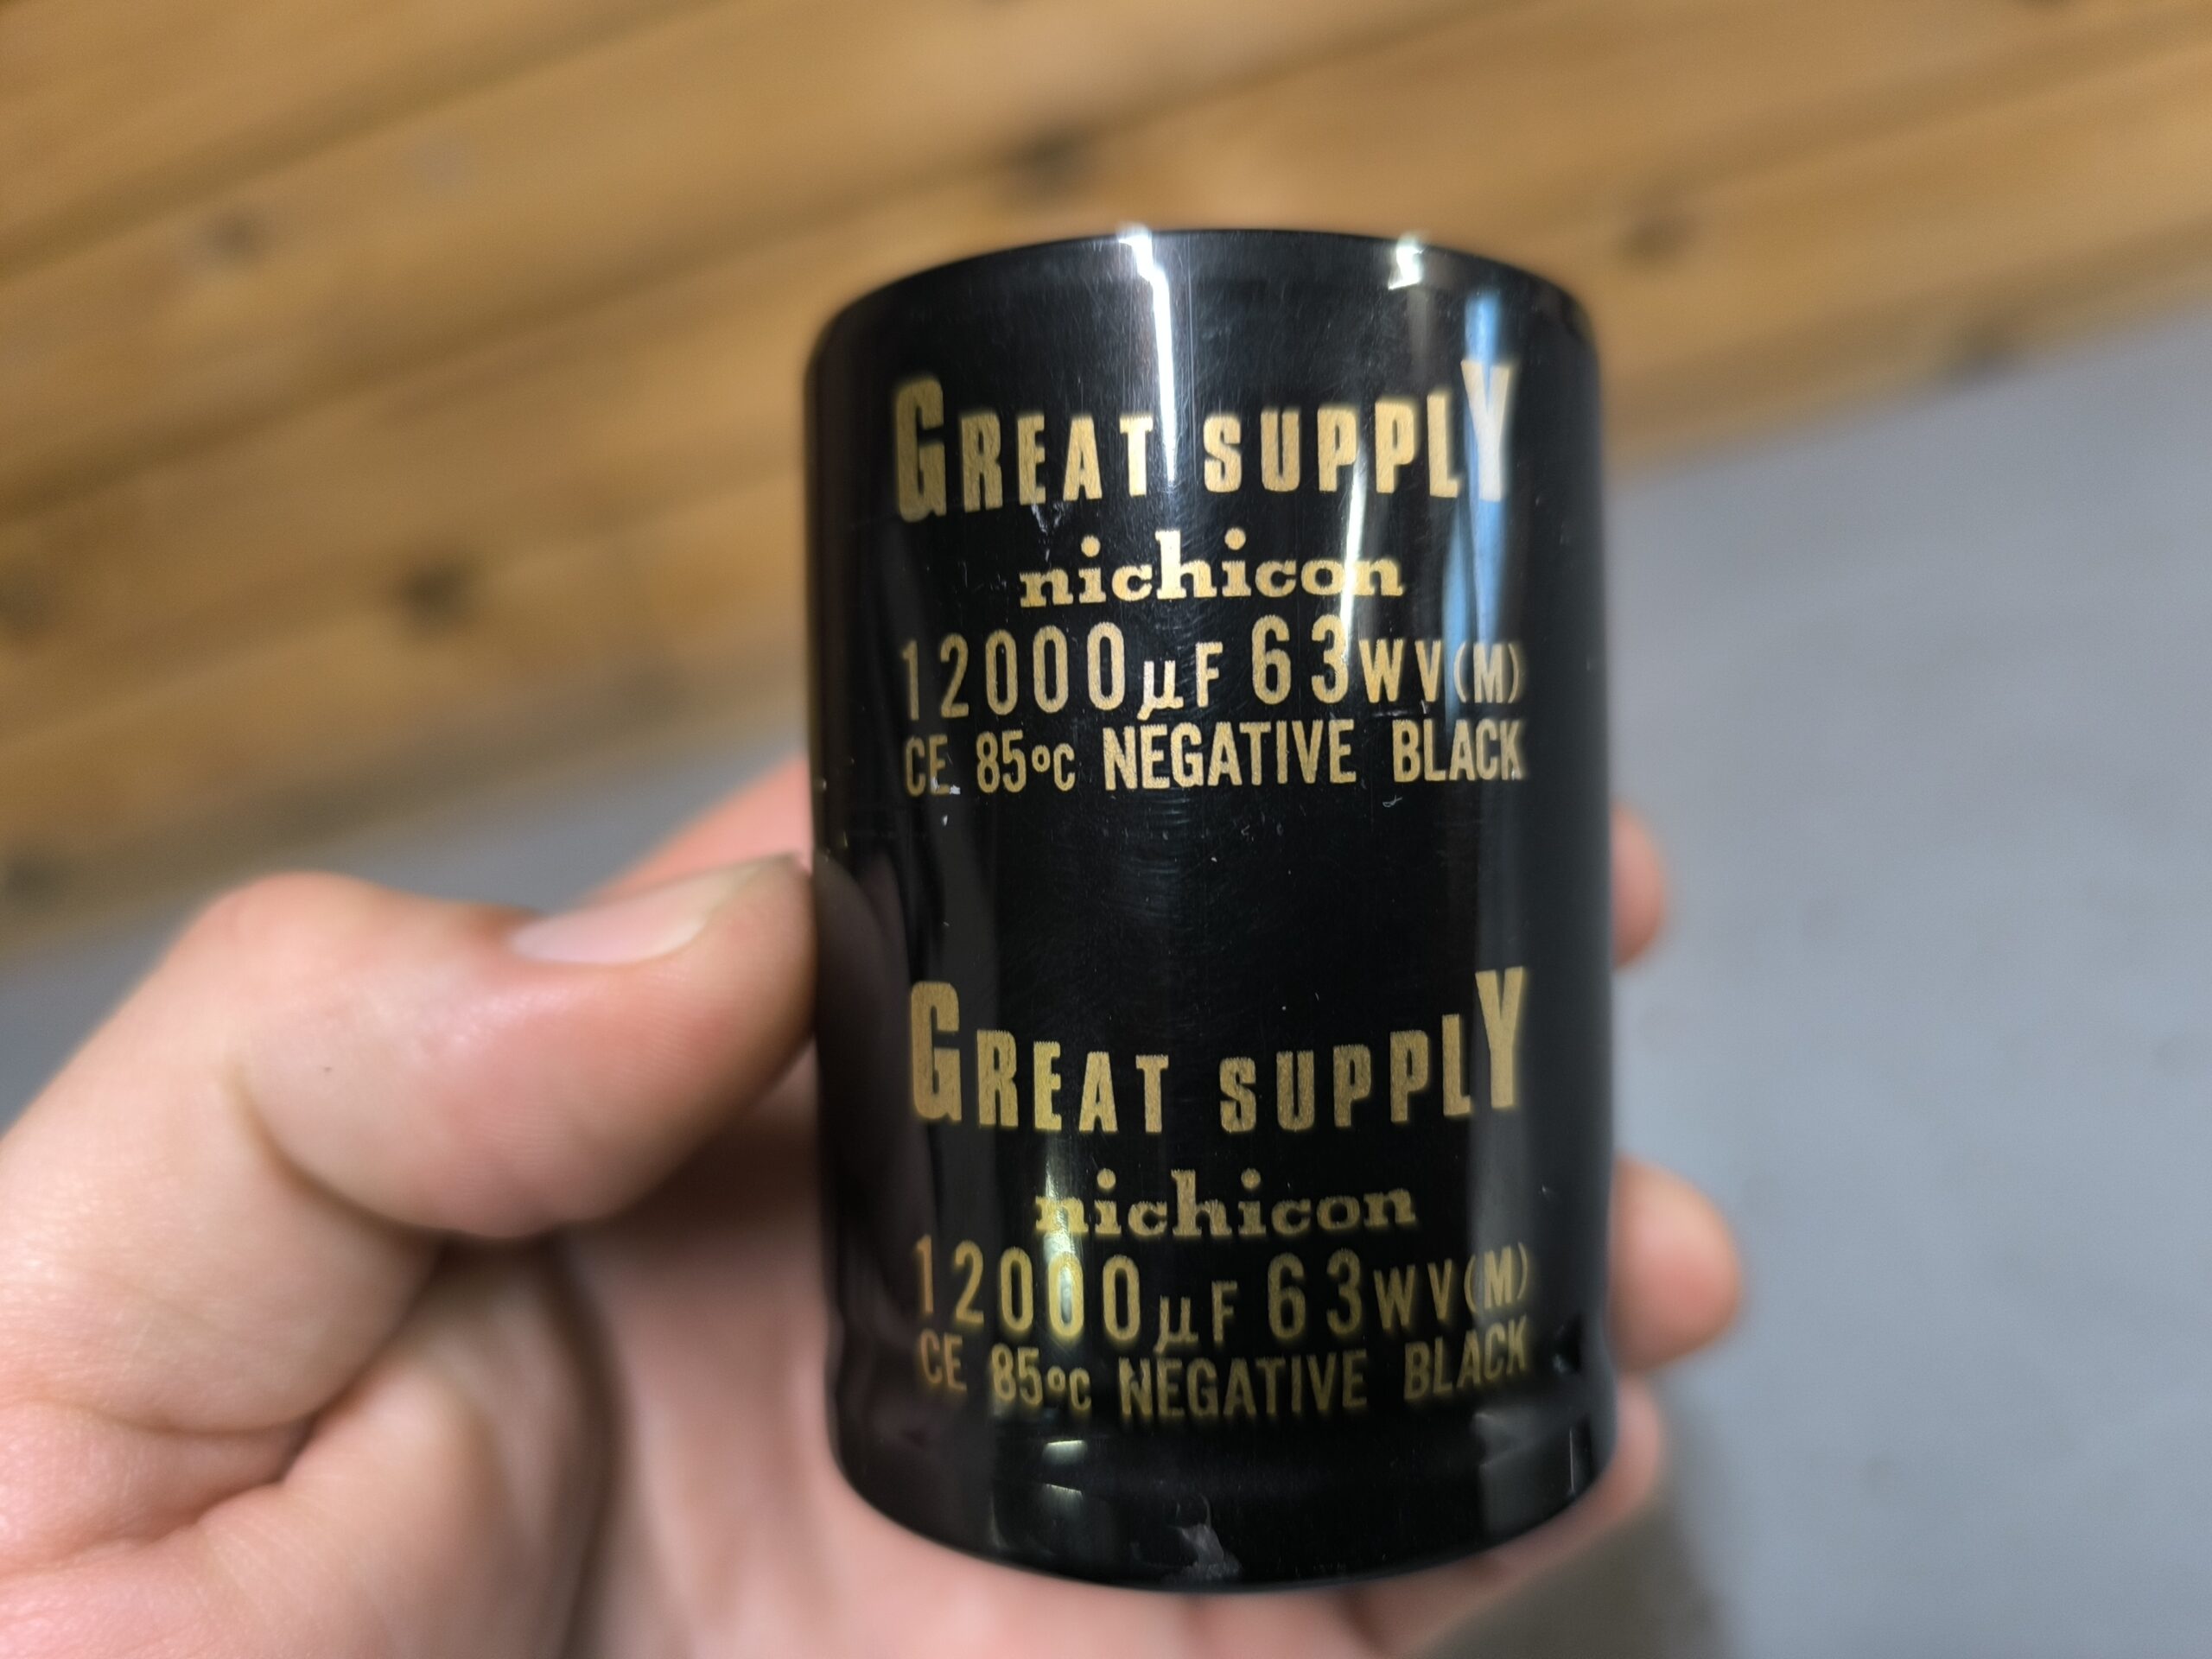 GREAT SUPPLY
nichicon
12000µF 63WV(M)
CE 85°C NEGATIVE BLACK
GREAT SUPPLY
nichicon
12000µF 63WV(M)
CE 85°C NEGATIVE BLACK